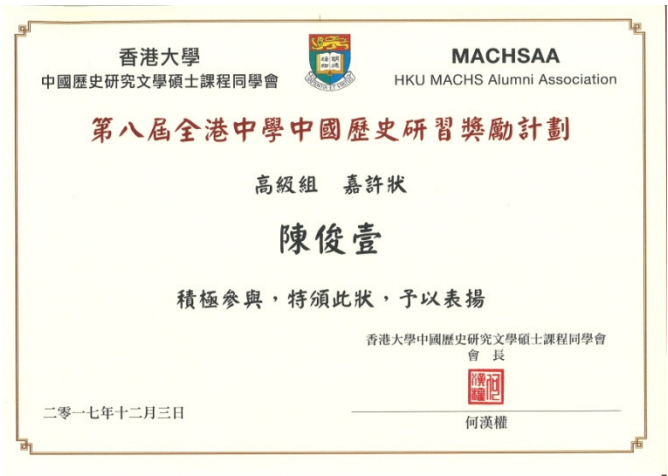 香港大學
中國歷史研究文學碩士課程同學會
MACHSAA
HKU MACHS Alumni Association
第八屆全港中學中國歷史研習獎勵計劃
高級組 嘉許狀
陳俊壹
積極參與，特頒此狀，予以表揚
香港大學中國歷史研究文學碩士課程同學會
會 長
何漢權
何漢權
二零一七年十二月三日